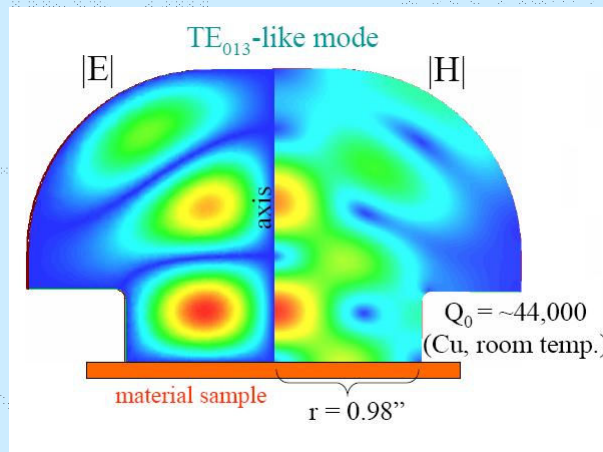 TE₀₁₃-like mode
|E|
|H|
axis
Q₀ = ~44,000
(Cu, room temp.)
material sample
r = 0.98”